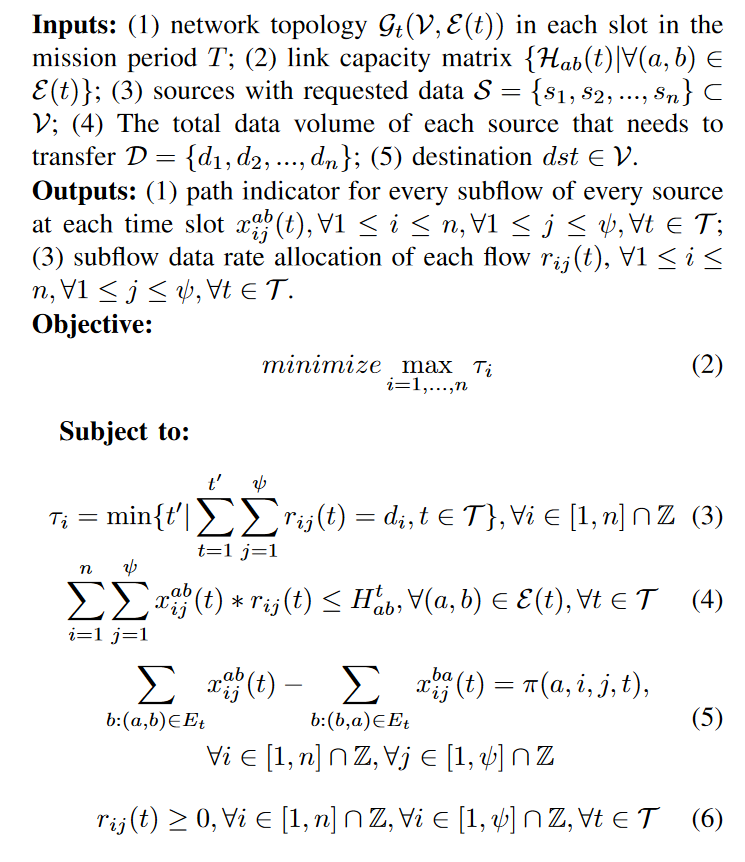 Inputs: (1) network topology $\mathcal{G}_t(\mathcal{V}, \mathcal{E}(t))$ in each slot in the
mission period $T$; (2) link capacity matrix $\{\mathcal{H}_{ab}(t)|\forall(a, b) \in$
$\mathcal{E}(t)\}$; (3) sources with requested data $\mathcal{S} = \{s_1, s_2, ..., s_n\} \subset$
$\mathcal{V}$; (4) The total data volume of each source that needs to
transfer $\mathcal{D} = \{d_1, d_2, ..., d_n\}$; (5) destination $dst \in \mathcal{V}$.
Outputs: (1) path indicator for every subflow of every source
at each time slot $x_{ij}^{ab}(t), \forall 1 \leq i \leq n, \forall 1 \leq j \leq \psi, \forall t \in \mathcal{T}$;
(3) subflow data rate allocation of each flow $r_{ij}(t)$, $\forall 1 \leq i \leq$
$n, \forall 1 \leq j \leq \psi, \forall t \in \mathcal{T}$.
Objective:
$minimize \max_{i=1,...,n} \tau_i$ (2)
Subject to:
$\tau_i = \min\{t'|\sum_{t=1}^{t'} \sum_{j=1}^{\psi} r_{ij}(t) = d_i, t \in \mathcal{T}\}, \forall i \in [1, n] \cap \mathbb{Z}$ (3)
$\sum_{i=1}^{n} \sum_{j=1}^{\psi} x_{ij}^{ab}(t) * r_{ij}(t) \leq H_{ab}^{t}, \forall(a, b) \in \mathcal{E}(t), \forall t \in \mathcal{T}$ (4)
$\sum_{b:(a,b)\in E_t} x_{ij}^{ab}(t) - \sum_{b:(b,a)\in E_t} x_{ij}^{ba}(t) = \pi(a, i, j, t),$
(5)
$\forall i \in [1, n] \cap \mathbb{Z}, \forall j \in [1, \psi] \cap \mathbb{Z}$
$r_{ij}(t) \geq 0, \forall i \in [1, n] \cap \mathbb{Z}, \forall i \in [1, \psi] \cap \mathbb{Z}, \forall t \in \mathcal{T}$ (6)